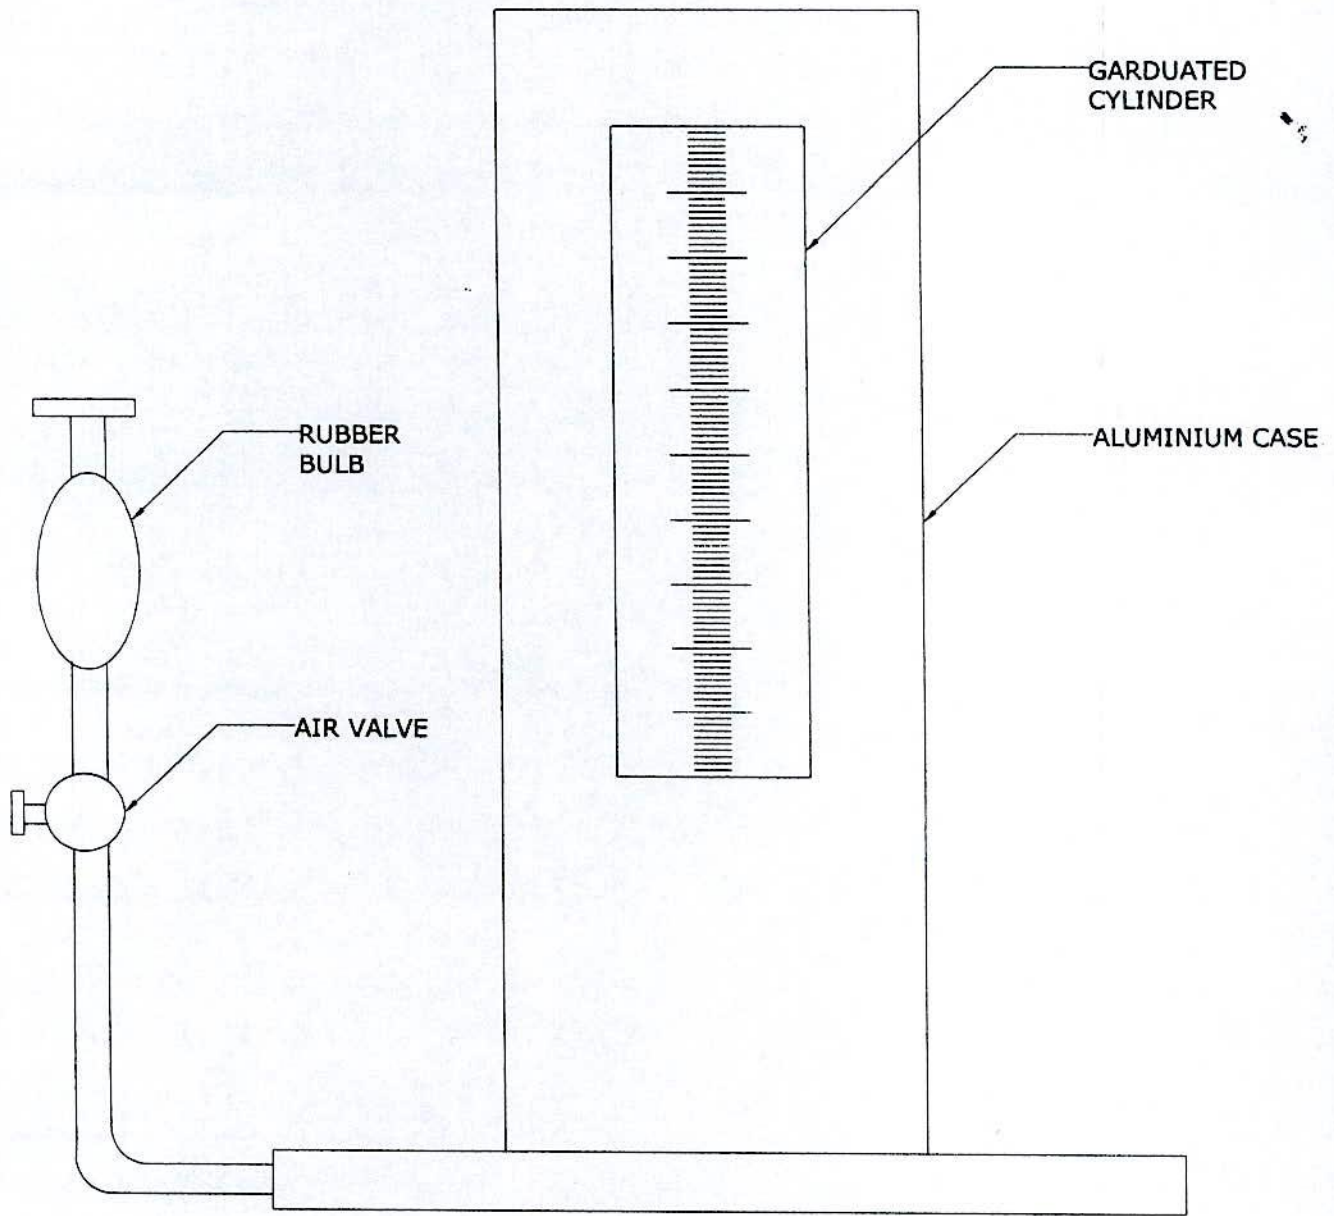 GARDUATED
CYLINDER
RUBBER
BULB
ALUMINIUM CASE
AIR VALVE